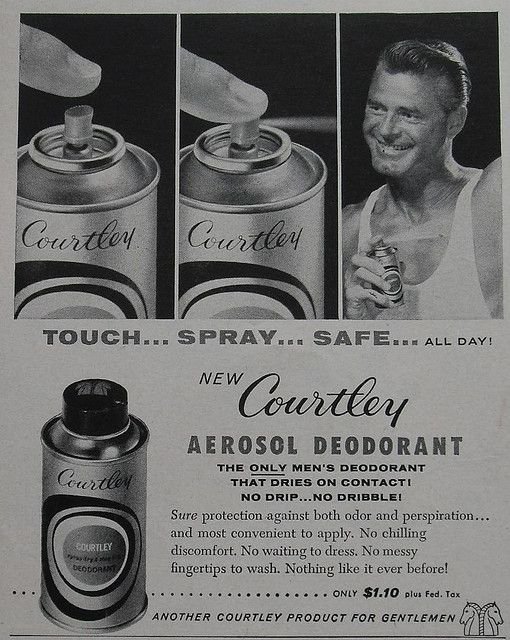 Courtley
Courtley
TOUCH... SPRAY... SAFE... ALL DAY!
NEW Courtley
AEROSOL DEODORANT
THE ONLY MEN'S DEODORANT
THAT DRIES ON CONTACT!
NO DRIP...NO DRIBBLE!
Sure protection against both odor and perspiration...
and most convenient to apply. No chilling
discomfort. No waiting to dress. No messy
fingertips to wash. Nothing like it ever before!
ONLY $1.10 plus Fed. Tax
ANOTHER COURTLEY PRODUCT FOR GENTLEMEN
Courtley
COURTLEY
DEODORANT